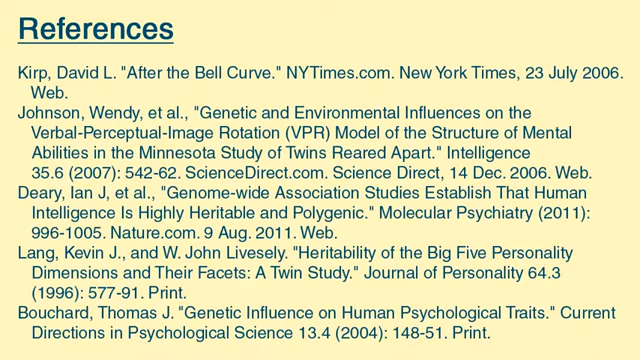 References
Kirp, David L. "After the Bell Curve." NYTimes.com. New York Times, 23 July 2006.
Web.
Johnson, Wendy, et al., "Genetic and Environmental Influences on the
Verbal-Perceptual-Image Rotation (VPR) Model of the Structure of Mental
Abilities in the Minnesota Study of Twins Reared Apart." Intelligence
35.6 (2007): 542-62. ScienceDirect.com. Science Direct, 14 Dec. 2006. Web.
Deary, Ian J, et al., "Genome-wide Association Studies Establish That Human
Intelligence Is Highly Heritable and Polygenic." Molecular Psychiatry (2011):
996-1005. Nature.com. 9 Aug. 2011. Web.
Lang, Kevin J., and W. John Livesely. "Heritability of the Big Five Personality
Dimensions and Their Facets: A Twin Study." Journal of Personality 64.3
(1996): 577-91. Print.
Bouchard, Thomas J. "Genetic Influence on Human Psychological Traits." Current
Directions in Psychological Science 13.4 (2004): 148-51. Print.